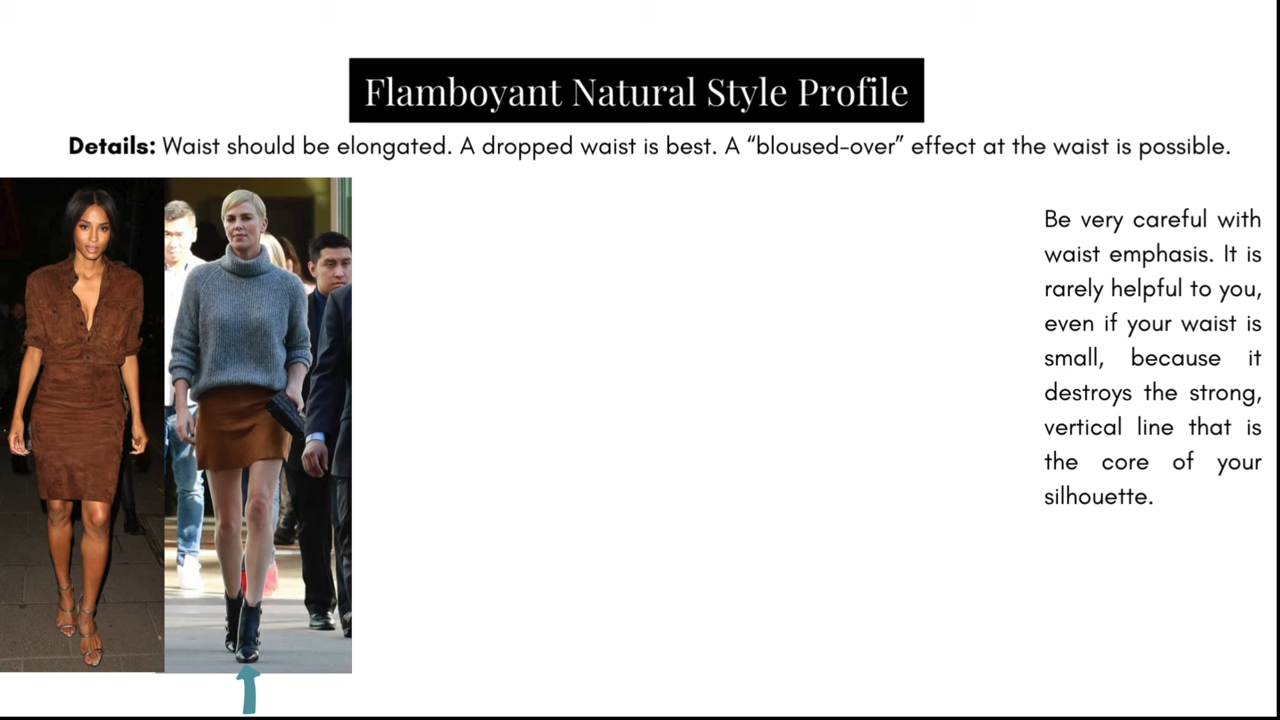 Flamboyant Natural Style Profile
Details: Waist should be elongated. A dropped waist is best. A “bloused-over” effect at the waist is possible.
Be very careful with
waist emphasis. It is
rarely helpful to you,
even if your waist is
small, because it
destroys the strong,
vertical line that is
the core of your
silhouette.